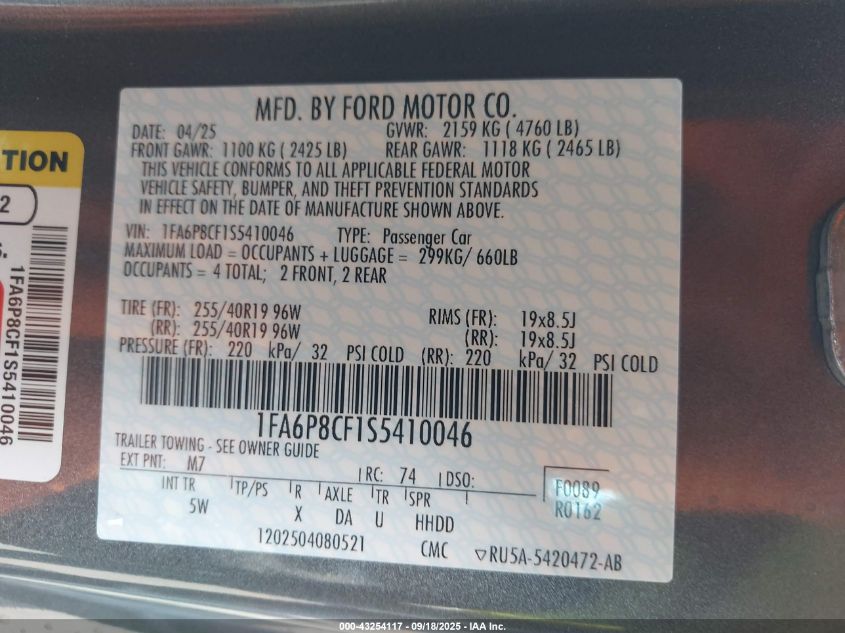 TION
2
1FA6P8CF1S5410046
MFD. BY FORD MOTOR CO.
DATE: 04/25 GVWR: 2159 KG ( 4760 LB)
FRONT GAWR: 1100 KG ( 2425 LB) REAR GAWR: 1118 KG ( 2465 LB)
THIS VEHICLE CONFORMS TO ALL APPLICABLE FEDERAL MOTOR
VEHICLE SAFETY, BUMPER, AND THEFT PREVENTION STANDARDS
IN EFFECT ON THE DATE OF MANUFACTURE SHOWN ABOVE.
VIN: 1FA6P8CF1S5410046 TYPE: Passenger Car
MAXIMUM LOAD = OCCUPANTS + LUGGAGE = 299KG/ 660LB
OCCUPANTS = 4 TOTAL; 2 FRONT, 2 REAR
TIRE (FR): 255/40R19 96W RIMS (FR): 19x8.5J
(RR): 255/40R19 96W (RR): 19x8.5J
PRESSURE (FR): 220 kPa/ 32 PSI COLD (RR): 220 kPa/ 32 PSI COLD
1FA6P8CF1S5410046
TRAILER TOWING - SEE OWNER GUIDE
EXT PNT: M7 RC: 74 DSO:
INT TR TP/PS R AXLE TR SPR
5W X DA U HHDD
F0089
R0162
1202504080521 CMC ▽RU5A-5420472-AB
000-43254117 - 09/18/2025 - IAA Inc.